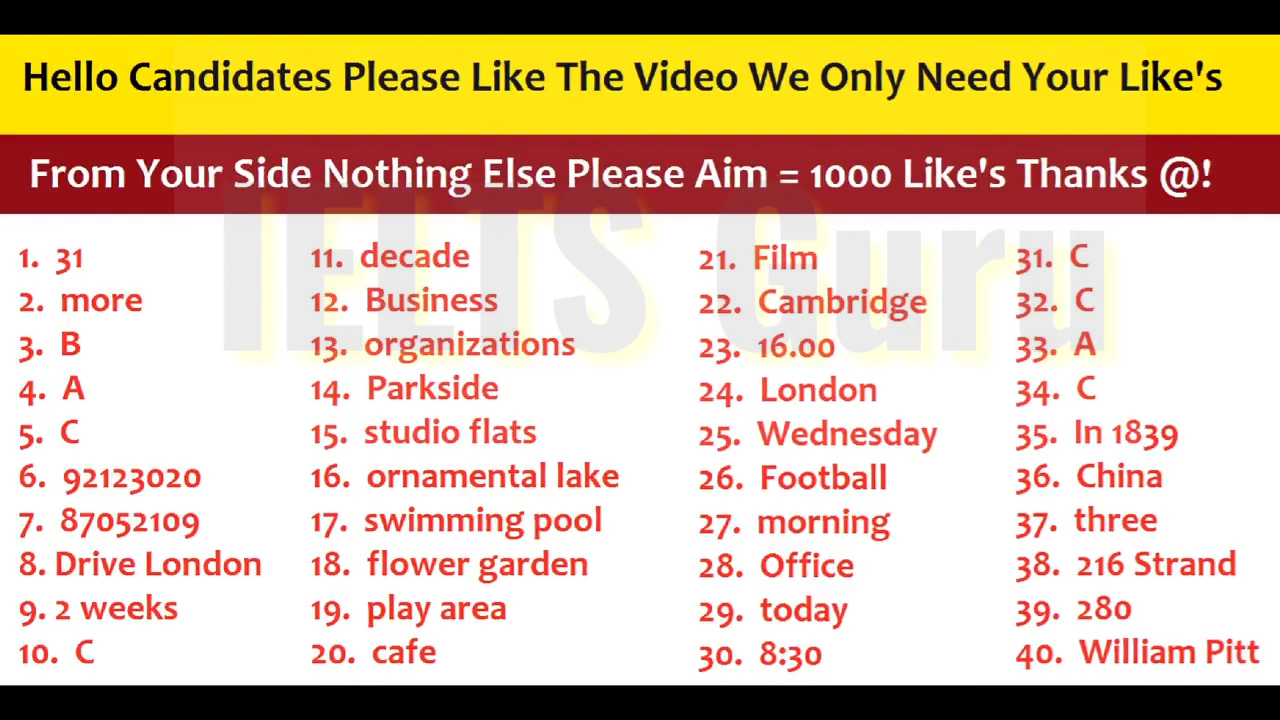 Hello Candidates Please Like The Video We Only Need Your Like's
From Your Side Nothing Else Please Aim = 1000 Like's Thanks @!
IELTS Guru
1. 31
2. more
3. B
4. A
5. C
6. 92123020
7. 87052109
8. Drive London
9. 2 weeks
10. C
11. decade
12. Business
13. organizations
14. Parkside
15. studio flats
16. ornamental lake
17. swimming pool
18. flower garden
19. play area
20. cafe
21. Film
22. Cambridge
23. 16.00
24. London
25. Wednesday
26. Football
27. morning
28. Office
29. today
30. 8:30
31. C
32. C
33. A
34. C
35. In 1839
36. China
37. three
38. 216 Strand
39. 280
40. William Pitt